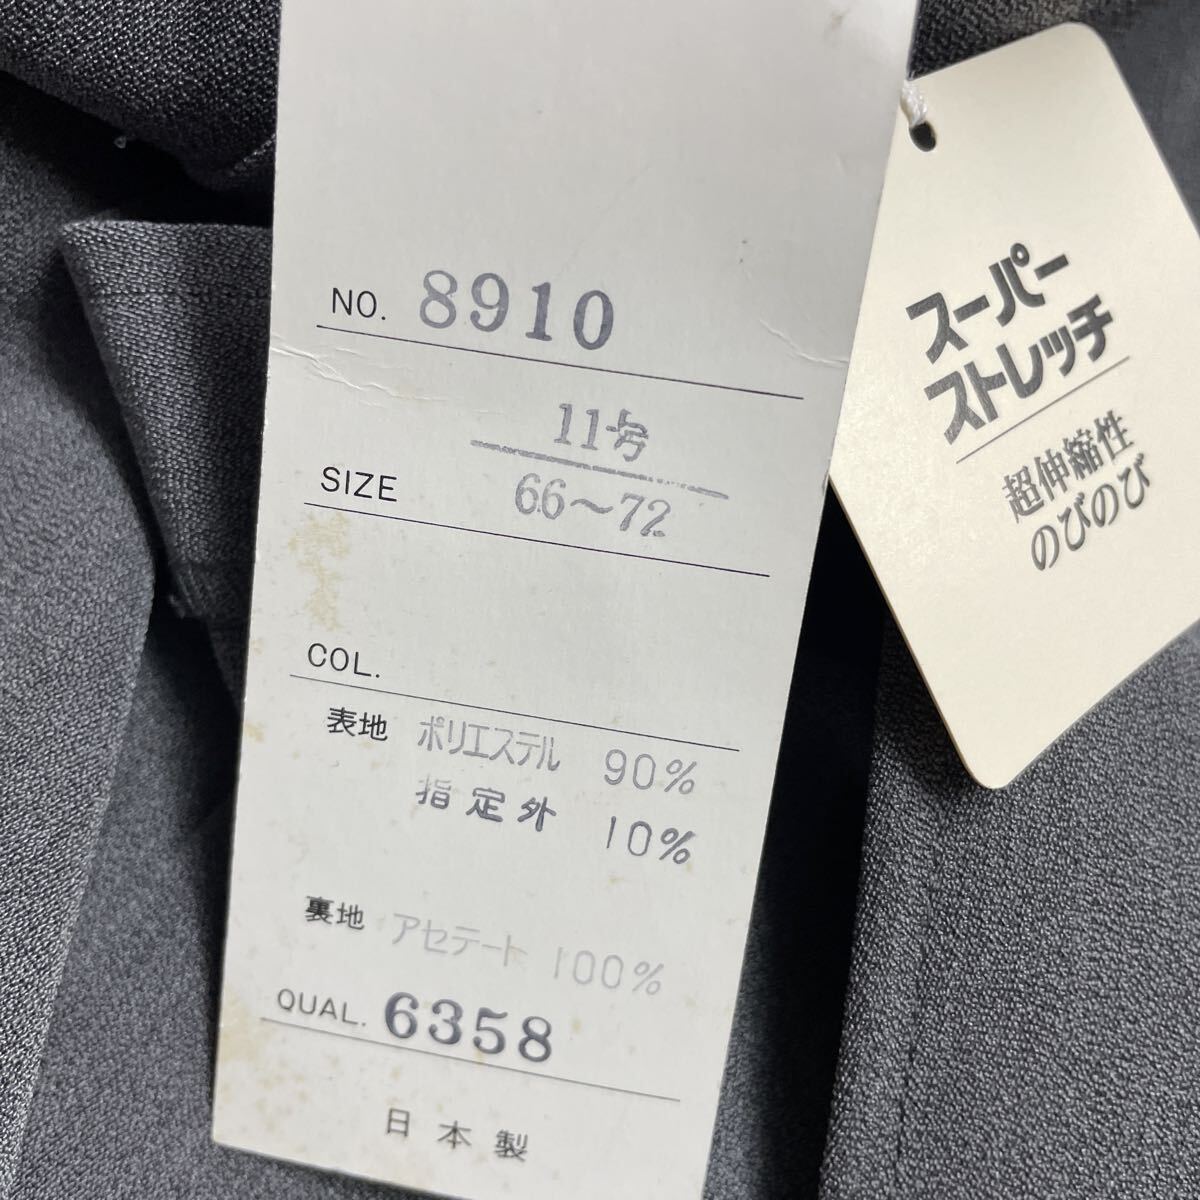 NO. 8910
11号
SIZE 66〜72
COL.
表地 ポリエステル 90%
指定外 10%
裏地 アセテート 100%
QUAL. 6358
日本製
スーパー
ストレッチ
超伸縮性
のびのび